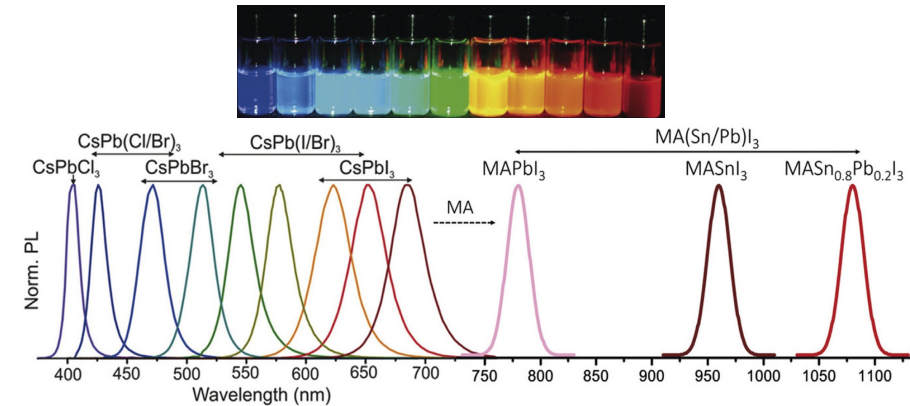 CsPb(Cl/Br)₃
CsPb(I/Br)₃
MA(Sn/Pb)I₃
CsPbCl₃
CsPbBr₃
CsPbI₃
MAPbI₃
MASnI₃
MASn₀.₈Pb₀.₂I₃
MA
Norm. PL
400 450 500 550 600 650 700 750 800 850 900 950 1000 1050 1100
Wavelength (nm)